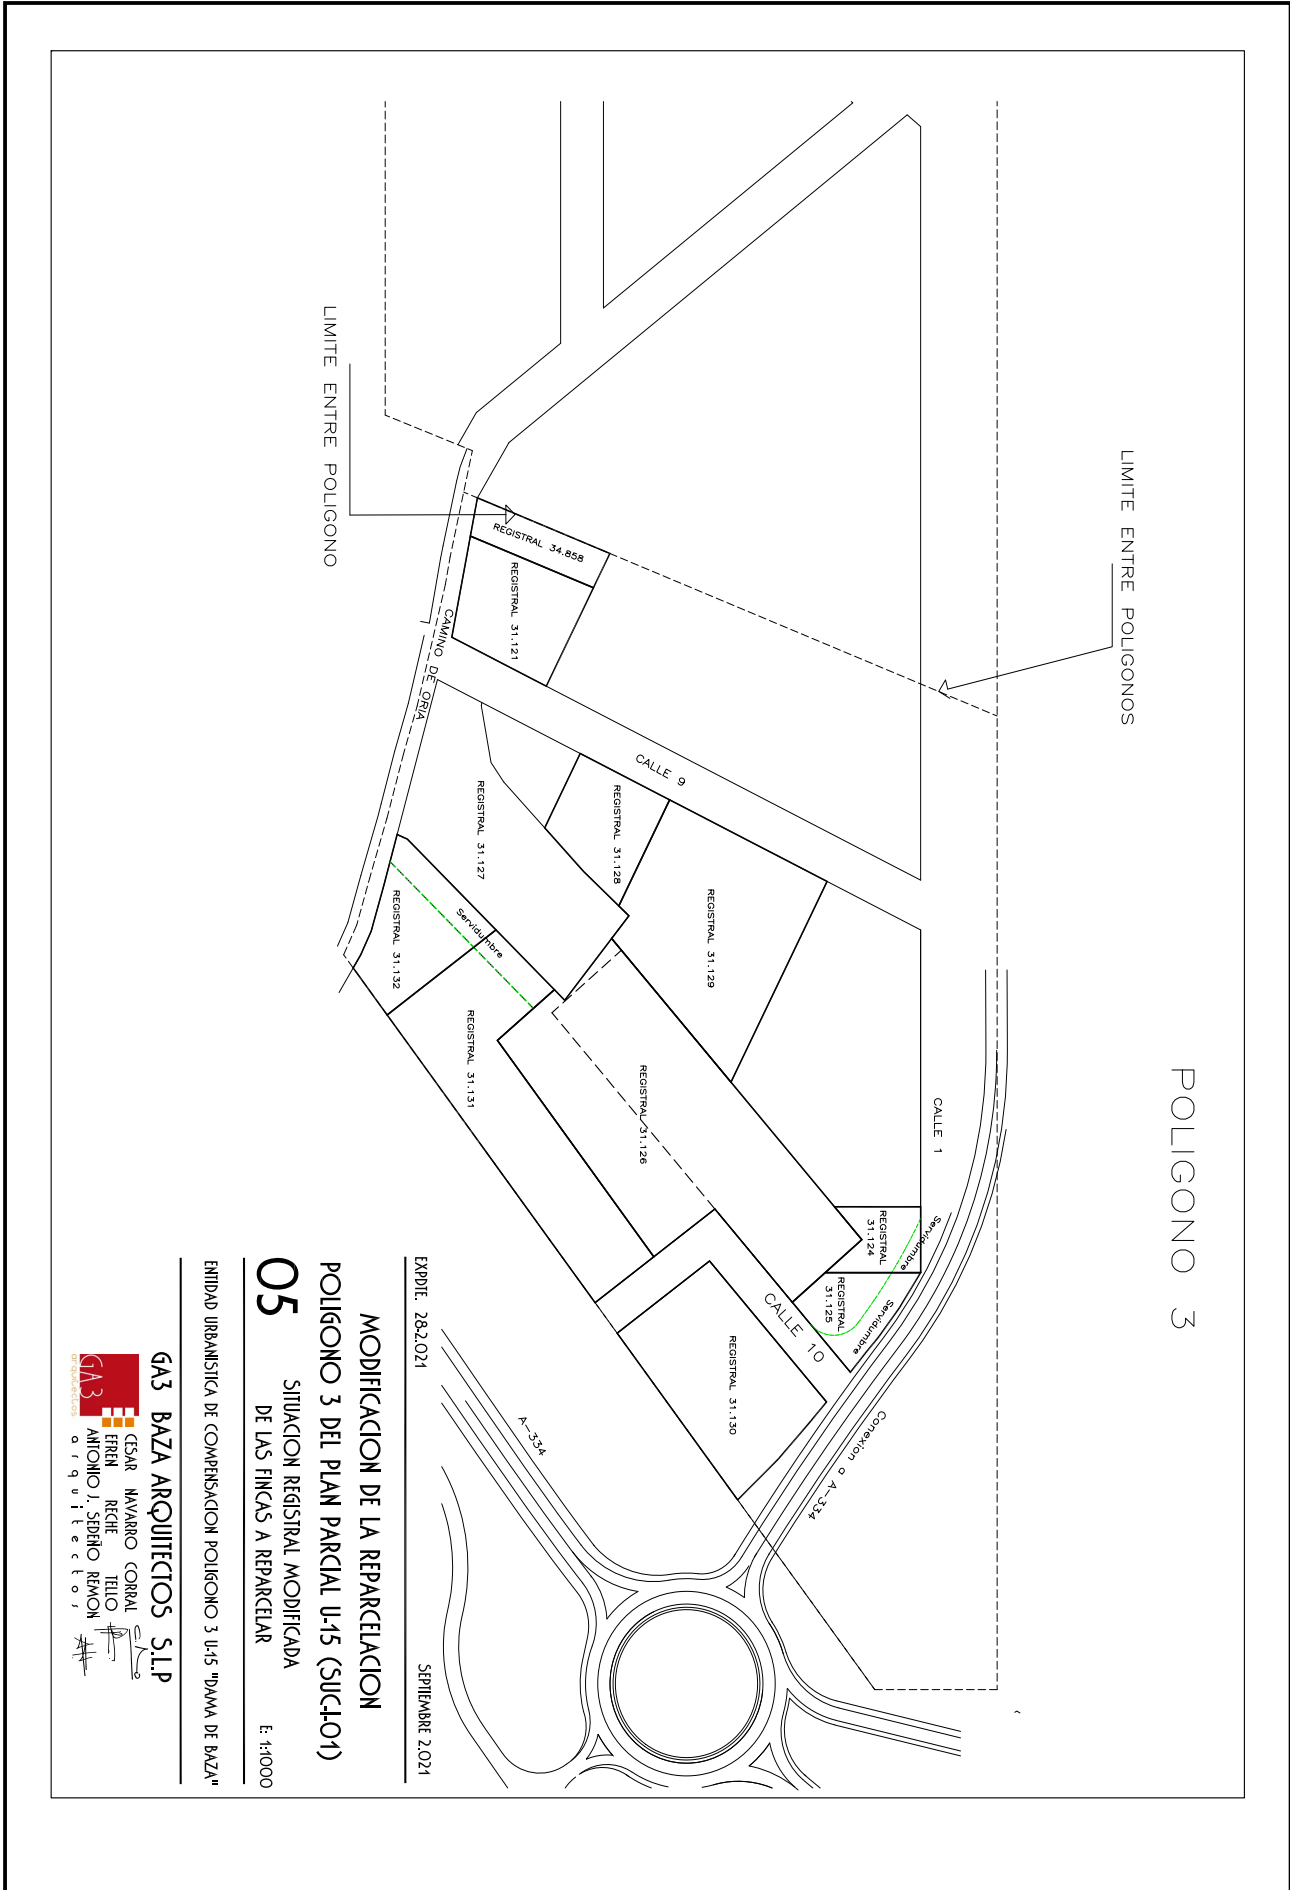 POLIGONO 3
LIMITE ENTRE POLIGONOS
LIMITE ENTRE POLIGONO
REGISTRAL 34.858
REGISTRAL 31.121
CAMINO DE ORIA
CALLE 9
REGISTRAL 31.127
REGISTRAL 31.128
REGISTRAL 31.129
REGISTRAL 31.132
Servidumbre
REGISTRAL 31.131
REGISTRAL 31.126
CALLE 1
REGISTRAL
31.124
Servidumbre
REGISTRAL
31.125
Servidumbre
CALLE 10
REGISTRAL 31.130
Conexion a A-334
A-334
EXPDTE. 28-2.021
SEPTIEMBRE 2.021
MODIFICACION DE LA REPARCELACION
POLIGONO 3 DEL PLAN PARCIAL U-15 (SUC-I-O1)
05
SITUACION REGISTRAL MODIFICADA
DE LAS FINCAS A REPARCELAR
E: 1:1000
ENTIDAD URBANISTICA DE COMPENSACION POLIGONO 3 U-15 "DAMA DE BAZA"
GA3 BAZA ARQUITECTOS S.L.P
GA3
arquitectos
CESAR NAVARRO CORRAL
EFREN RECHE TELLO
ANTONIO J. SEDEÑO REMON
arquitectos